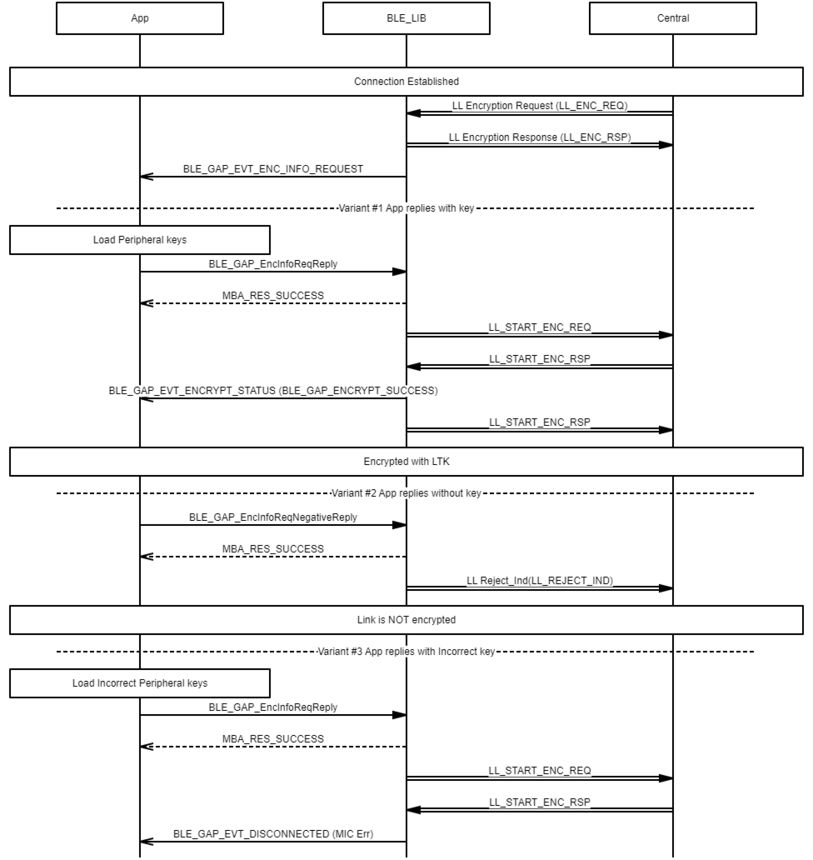 App
BLE_LIB
Central
Connection Established
LL Encryption Request (LL_ENC_REQ)
LL Encryption Response (LL_ENC_RSP)
BLE_GAP_EVT_ENC_INFO_REQUEST
Variant #1 App replies with key
Load Peripheral keys
BLE_GAP_EncInfoReqReply
MBA_RES_SUCCESS
LL_START_ENC_REQ
LL_START_ENC_RSP
BLE_GAP_EVT_ENCRYPT_STATUS (BLE_GAP_ENCRYPT_SUCCESS)
LL_START_ENC_RSP
Encrypted with LTK
Variant #2 App replies without key
BLE_GAP_EncInfoReqNegativeReply
MBA_RES_SUCCESS
LL Reject_Ind(LL_REJECT_IND)
Link is NOT encrypted
Variant #3 App replies with Incorrect key
Load Incorrect Peripheral keys
BLE_GAP_EncInfoReqReply
MBA_RES_SUCCESS
LL_START_ENC_REQ
LL_START_ENC_RSP
BLE_GAP_EVT_DISCONNECTED (MIC Err)